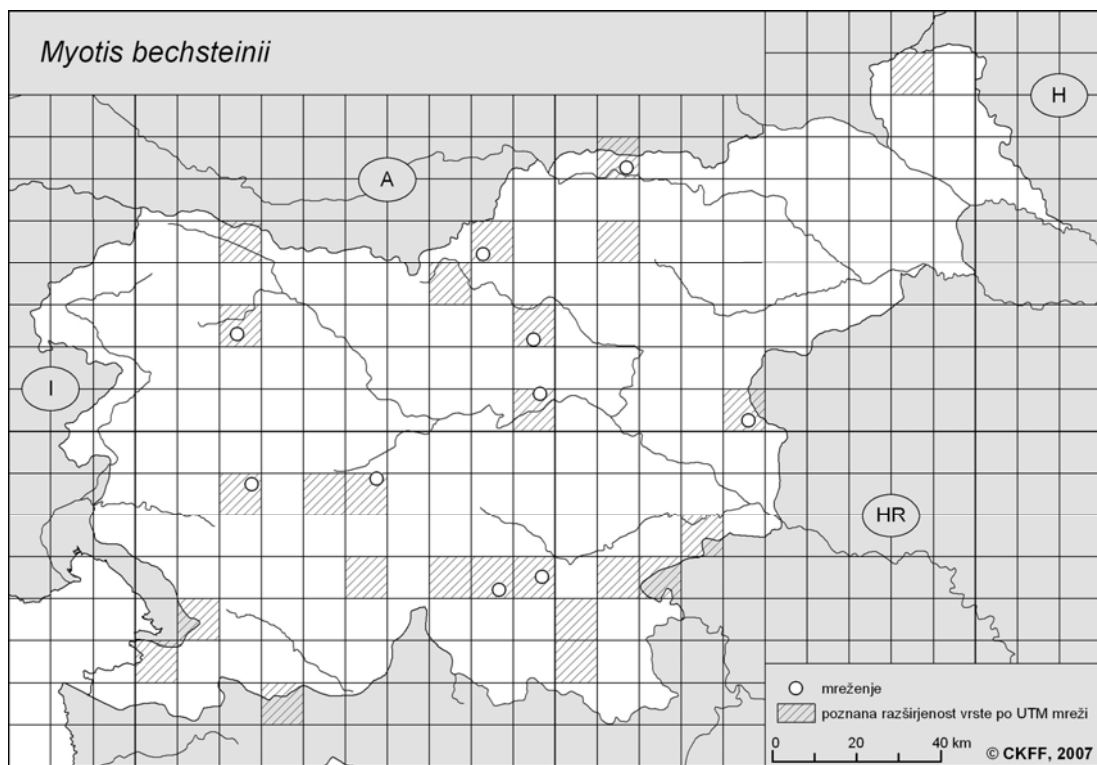 Myotis bechsteinii
H
A
I
HR
mreženje
poznana razširjenost vrste po UTM mreži
0 20 40 km
© CKFF, 2007